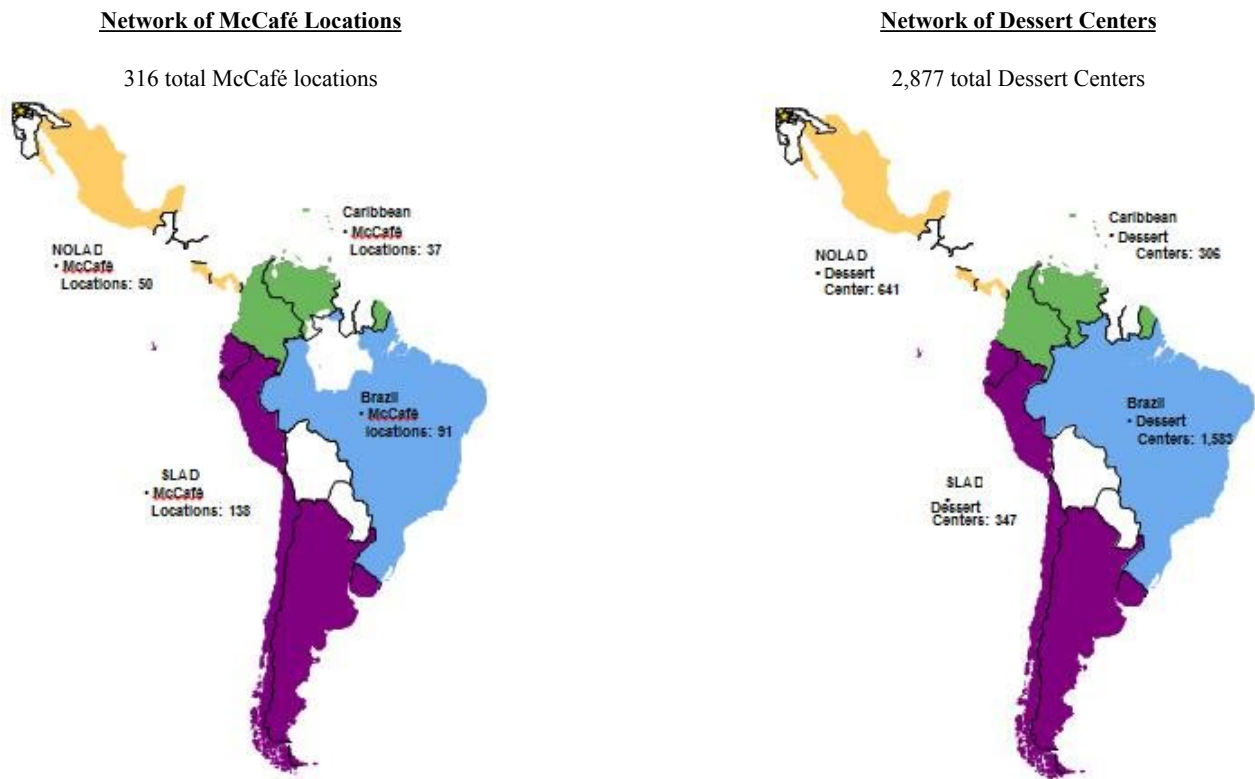 Network of McCafé Locations
316 total McCafé locations
Caribbean
• McCafé
Locations: 37
NOLAD
• McCafé
Locations: 50
Brazil
• McCafé
locations: 91
SLAD
• McCafé
Locations: 138
Network of Dessert Centers
2,877 total Dessert Centers
Caribbean
• Dessert
Centers: 306
NOLAD
• Dessert
Center: 641
Brazil
• Dessert
Centers: 1,583
SLAD
•
Dessert
Centers: 347